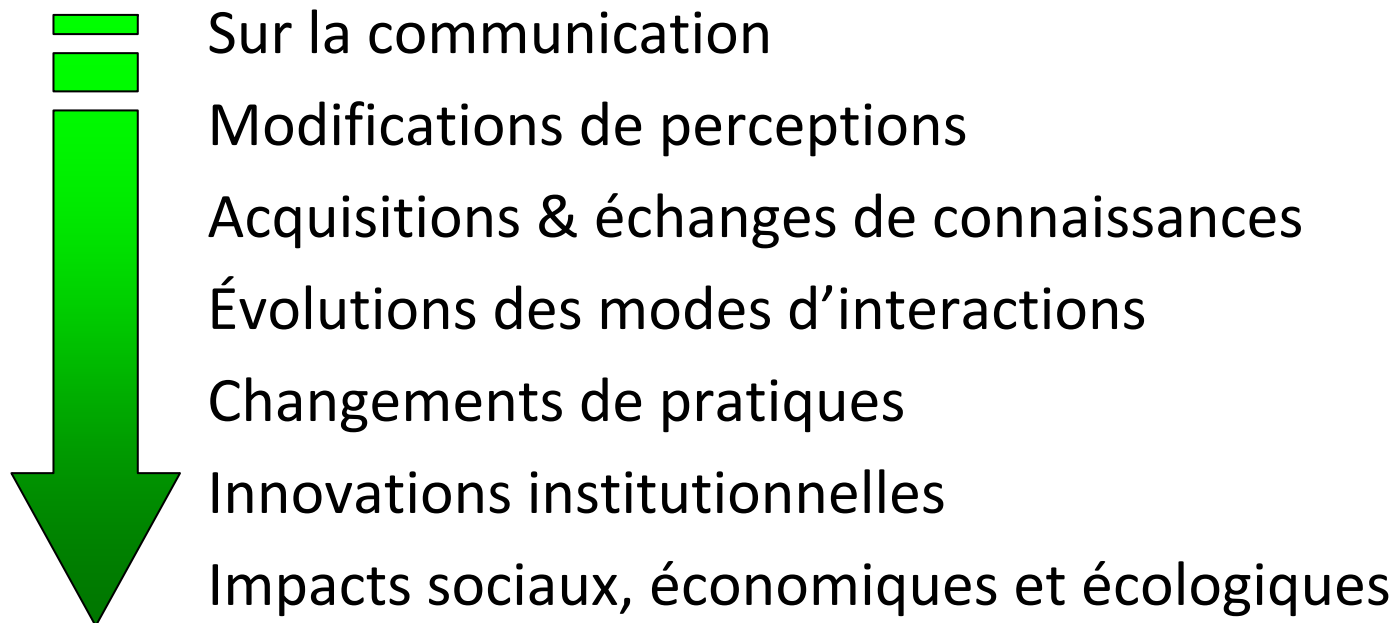 Sur la communication
Modifications de perceptions
Acquisitions & échanges de connaissances
Évolutions des modes d’interactions
Changements de pratiques
Innovations institutionnelles
Impacts sociaux, économiques et écologiques